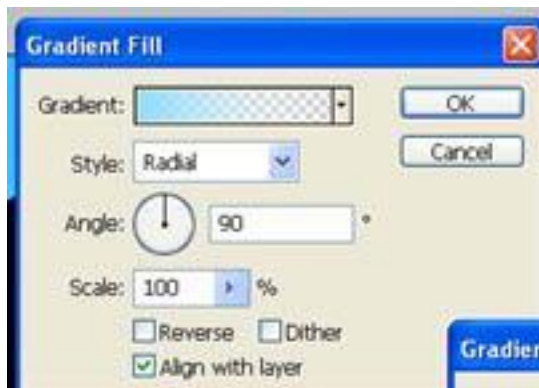 Gradient Fill
Gradient:
OK
Style: Radial
Cancel
Angle: 90 °
Scale: 100 %
Reverse Dither
Align with layer
Gradier